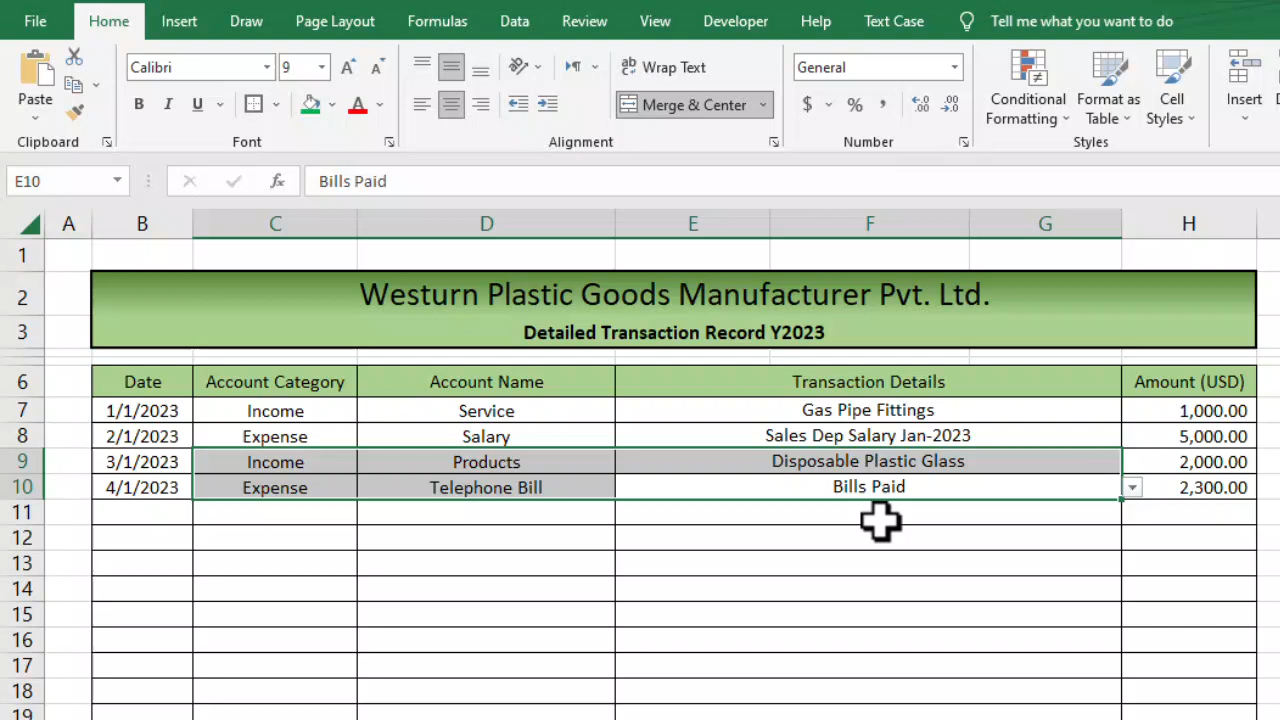 File Home Insert Draw Page Layout Formulas Data Review View Developer Help Text Case Tell me what you want to do
Calibri 9 A A ab Wrap Text General
Paste B I U A Merge & Center $ % , Conditional Formatting Format as Table Cell Styles Insert
Clipboard Font Alignment Number Styles
E10 fx Bills Paid
A B C D E F G H
1
2 Westurn Plastic Goods Manufacturer Pvt. Ltd.
3 Detailed Transaction Record Y2023
6 Date Account Category Account Name Transaction Details Amount (USD)
7 1/1/2023 Income Service Gas Pipe Fittings 1,000.00
8 2/1/2023 Expense Salary Sales Dep Salary Jan-2023 5,000.00
9 3/1/2023 Income Products Disposable Plastic Glass 2,000.00
10 4/1/2023 Expense Telephone Bill Bills Paid 2,300.00
11
12
13
14
15
16
17
18
19